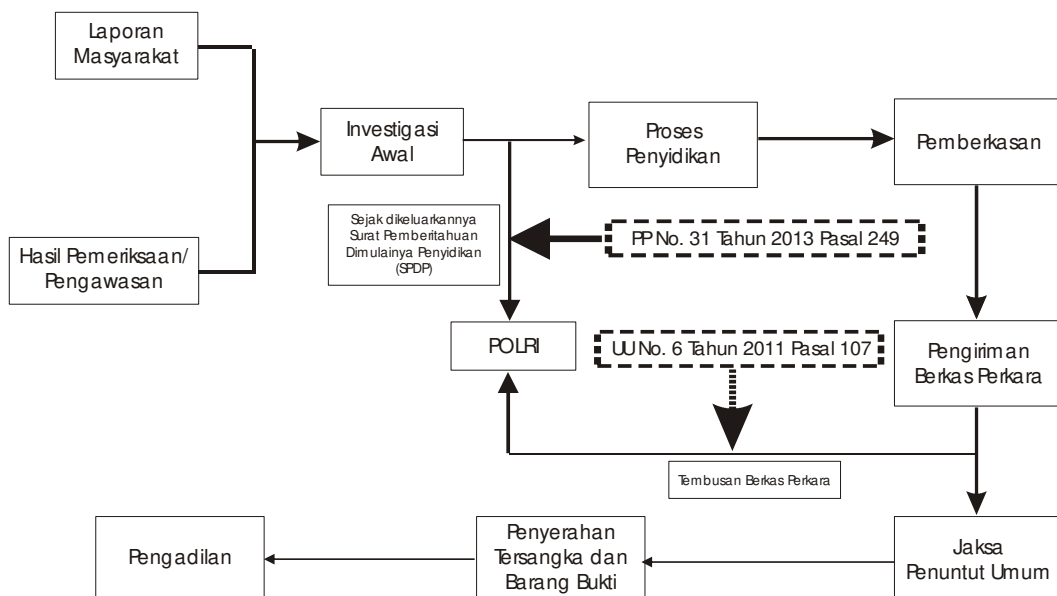 Laporan
Masyarakat
Hasil Pemeriksaan/
Pengawasan
Investigasi
Awal
Proses
Penyidikan
Pemberkasan
Sejak dikeluarkannya
Surat Pemberitahuan
Dimulainya Penyidikan
(SPDP)
PP No. 31 Tahun 2013 Pasal 249
POLRI
UU No. 6 Tahun 2011 Pasal 107
Pengiriman
Berkas Perkara
Tembusan Berkas Perkara
Jaksa
Penuntut Umum
Penyerahan
Tersangka dan
Barang Bukti
Pengadilan